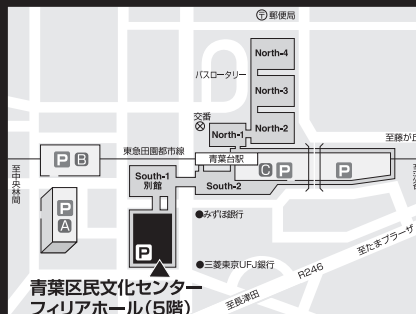 〒郵便局
North-4
バスロータリー
North-3
交番
North-1
North-2
東急田園都市線
青葉台駅
至藤が丘
P B
至中央林間
South-1
別館
South-2
C P
P
P
A
●みずほ銀行
P
●三菱東京UFJ銀行
R246
至たまプラーザ
至長津田
青葉区民文化センター
フィリアホール(5階)